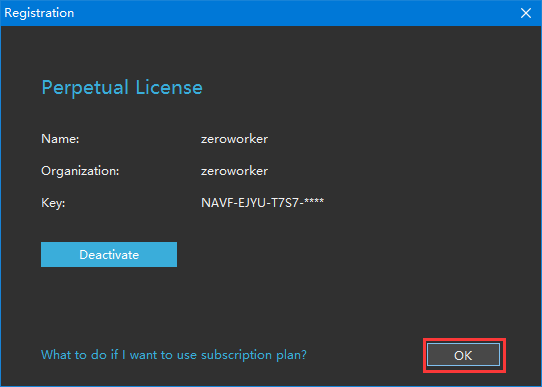 Registration
Perpetual License
Name: zeroworker
Organization: zeroworker
Key: NAVF-EJYU-T7S7-****
Deactivate
What to do if I want to use subscription plan?
OK